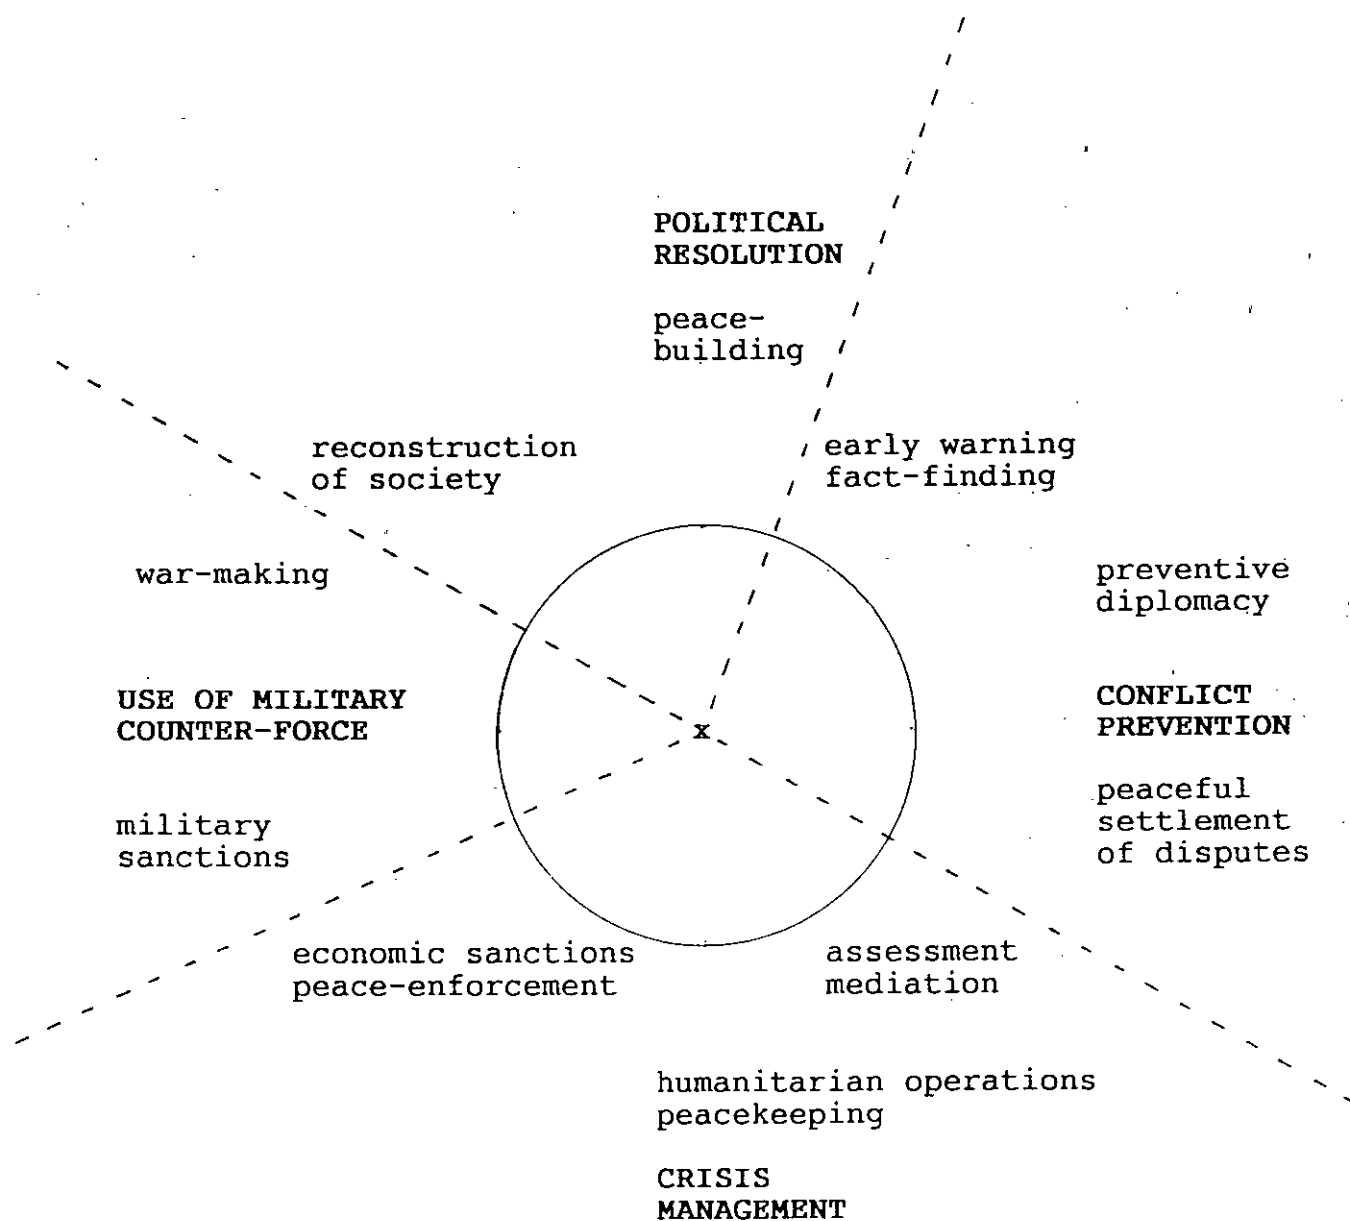 POLITICAL
RESOLUTION
peace-
building
reconstruction
of society
early warning
fact-finding
war-making
preventive
diplomacy
USE OF MILITARY
COUNTER-FORCE
x
CONFLICT
PREVENTION
military
sanctions
peaceful
settlement
of disputes
economic sanctions
peace-enforcement
assessment
mediation
humanitarian operations
peacekeeping
CRISIS
MANAGEMENT